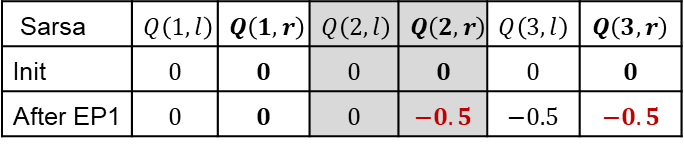 Sarsa Q(1, l) Q(1, r) Q(2, l) Q(2, r) Q(3, l) Q(3, r)
Init 0 0 0 0 0 0
After EP1 0 0 0 −0.5 −0.5 −0.5